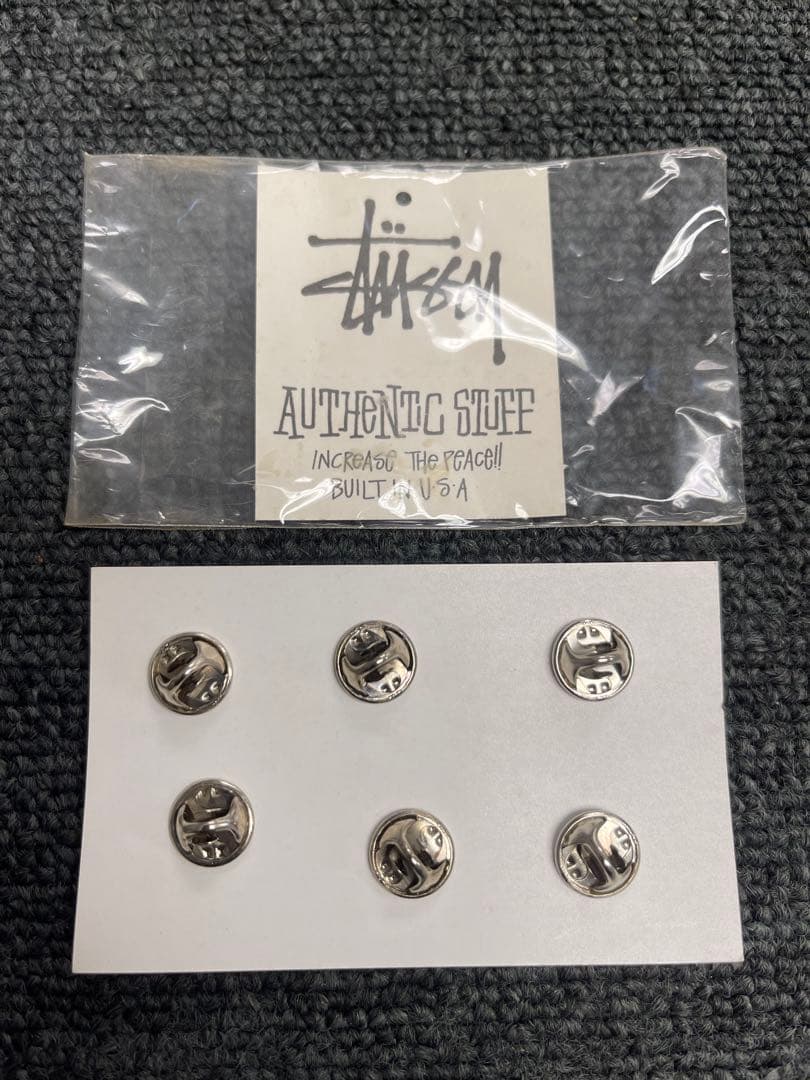 stüssy
AUTHENTIC STUFF
INCREASE THE PEACE!!
BUILT IN U·S·A